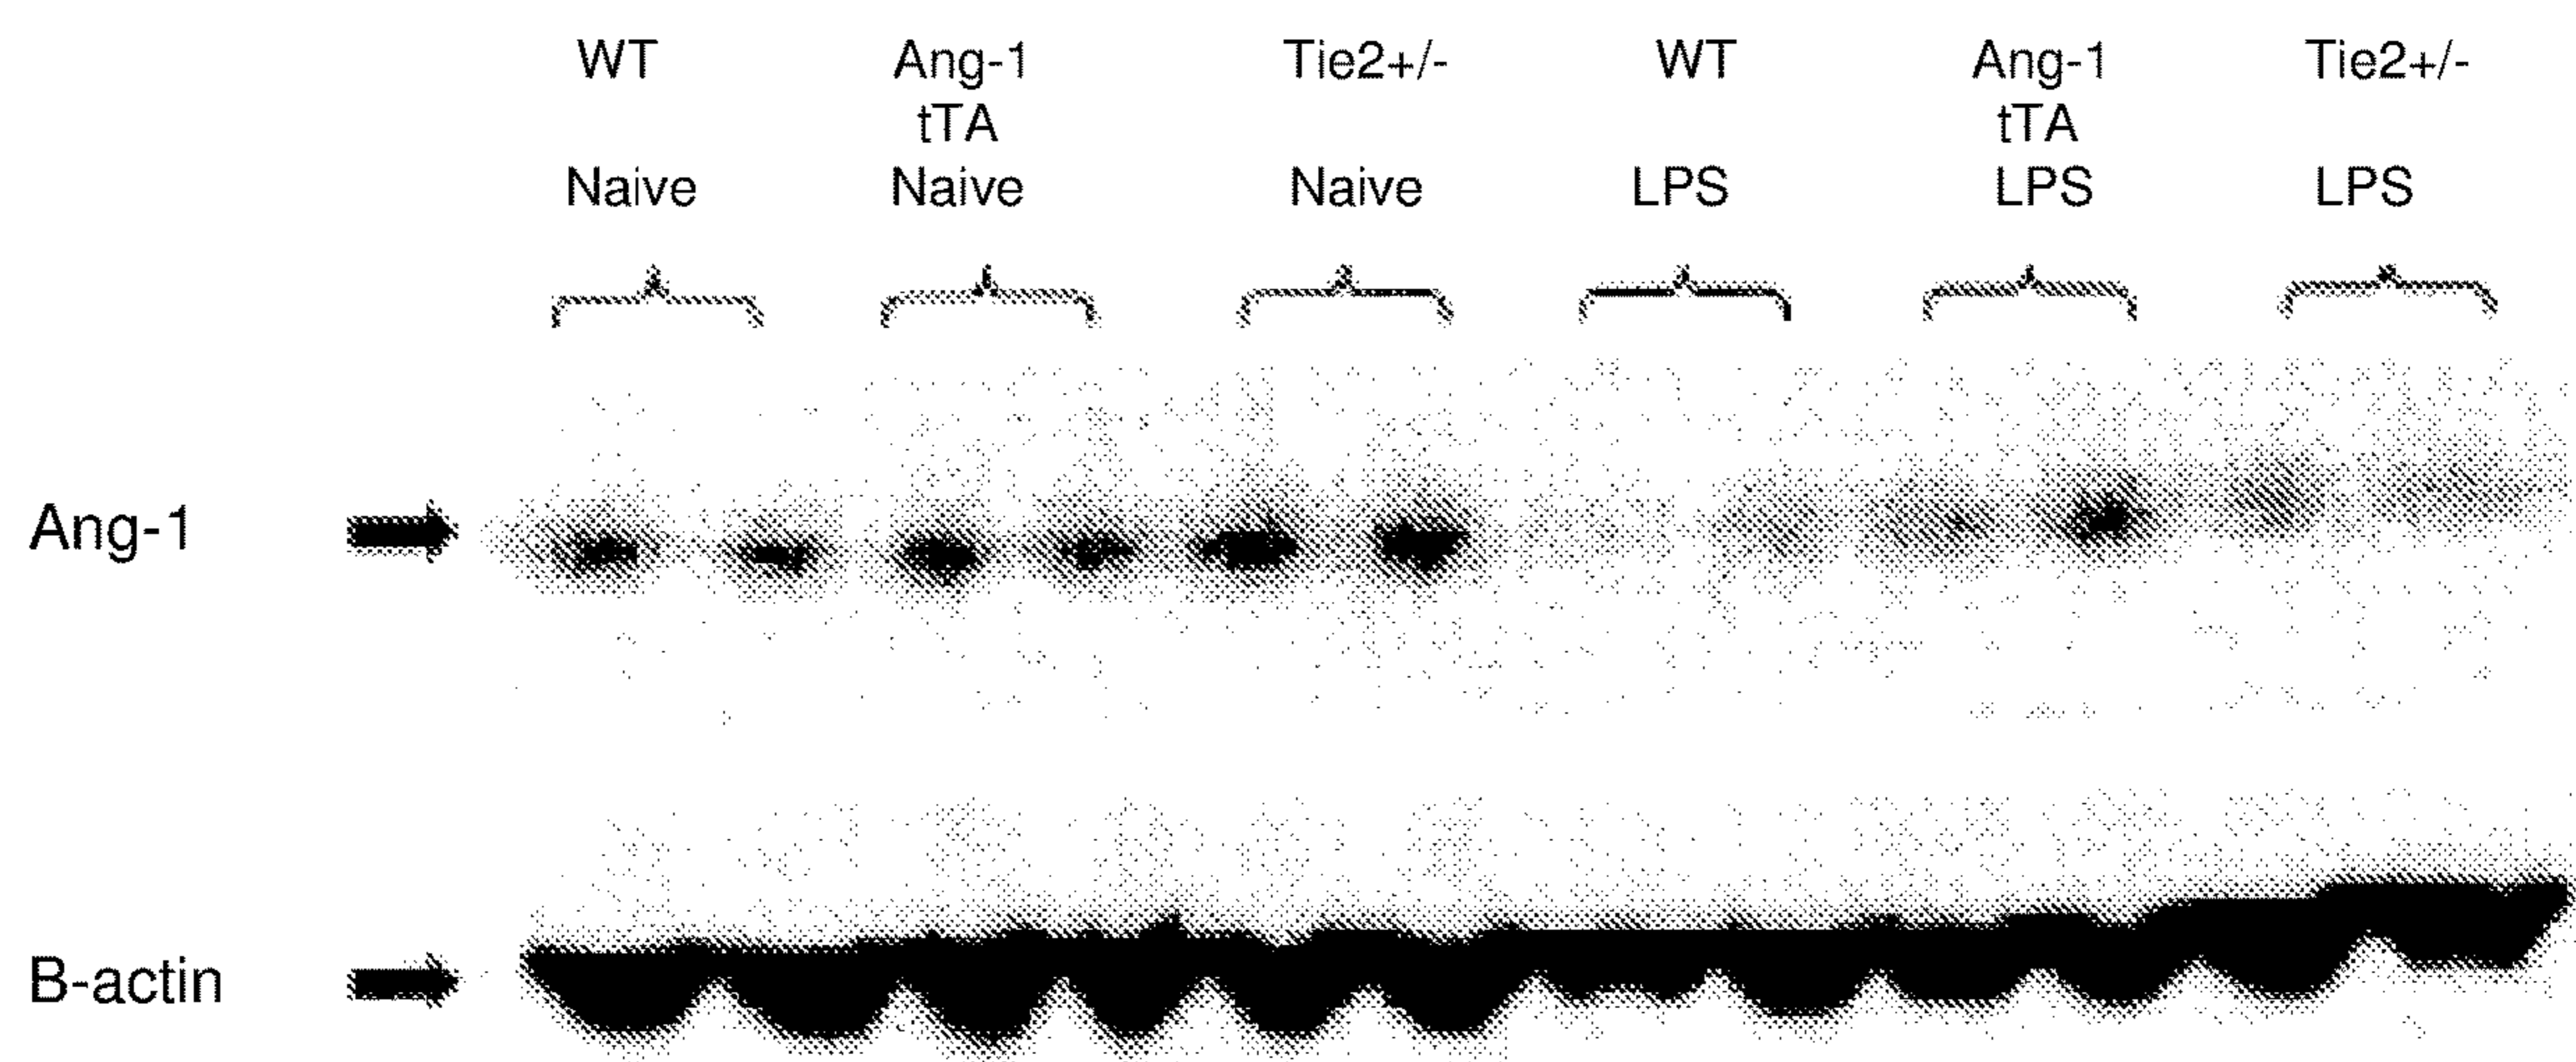 WT Ang-1 Tie2+/- WT Ang-1 Tie2+/-
tTA tTA
Naive Naive Naive LPS LPS LPS
Ang-1
B-actin